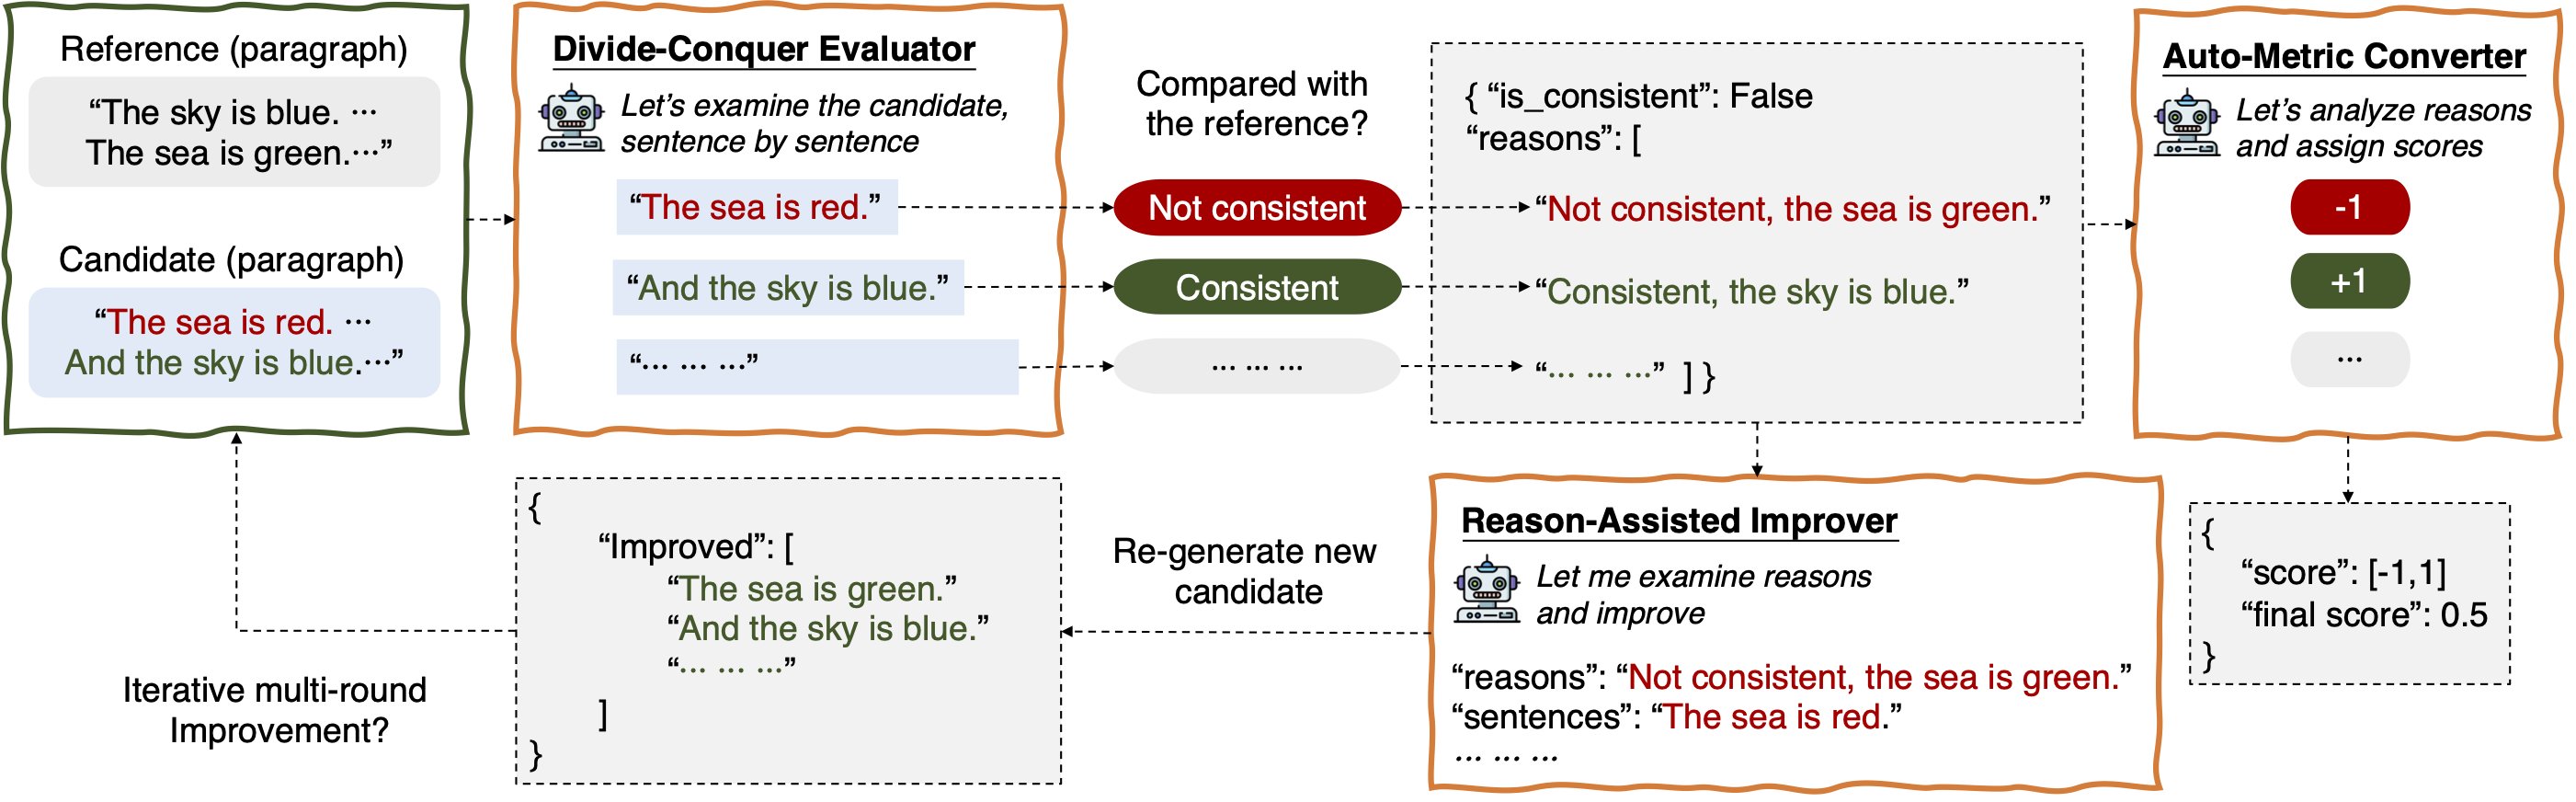 Reference (paragraph)
“The sky is blue. ···
The sea is green.···”
Candidate (paragraph)
“The sea is red. ···
And the sky is blue.···”
Divide-Conquer Evaluator
Let’s examine the candidate,
sentence by sentence
“The sea is red.”
“And the sky is blue.”
“··· ··· ···”
Compared with
the reference?
Not consistent
Consistent
··· ··· ···
{ “is_consistent”: False
“reasons”: [
“Not consistent, the sea is green.”
“Consistent, the sky is blue.”
“··· ··· ···” ] }
Auto-Metric Converter
Let’s analyze reasons
and assign scores
-1
+1
···
{
“score”: [-1,1]
“final score”: 0.5
}
Reason-Assisted Improver
Let me examine reasons
and improve
“reasons”: “Not consistent, the sea is green.”
“sentences”: “The sea is red.”
··· ··· ···
Re-generate new
candidate
{
“Improved”: [
“The sea is green.”
“And the sky is blue.”
“··· ··· ···”
]
}
Iterative multi-round
Improvement?